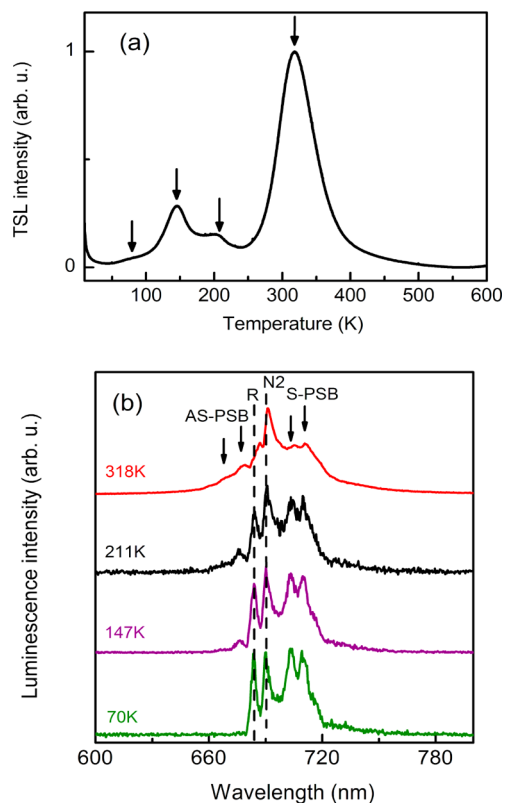 (a)
TSL intensity (arb. u.)
1
0
100 200 300 400 500 600
Temperature (K)
(b)
N2
R
S-PSB
AS-PSB
318K
211K
147K
70K
Luminescence intensity (arb. u.)
600 660 720 780
Wavelength (nm)